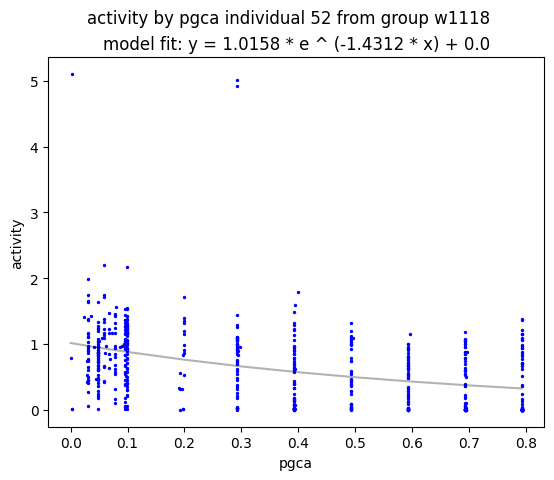 activity by pgca individual 52 from group w1118
model fit: y = 1.0158 * e ^ (-1.4312 * x) + 0.0
activity
5
4
3
2
1
0
0.0 0.1 0.2 0.3 0.4 0.5 0.6 0.7 0.8
pgca